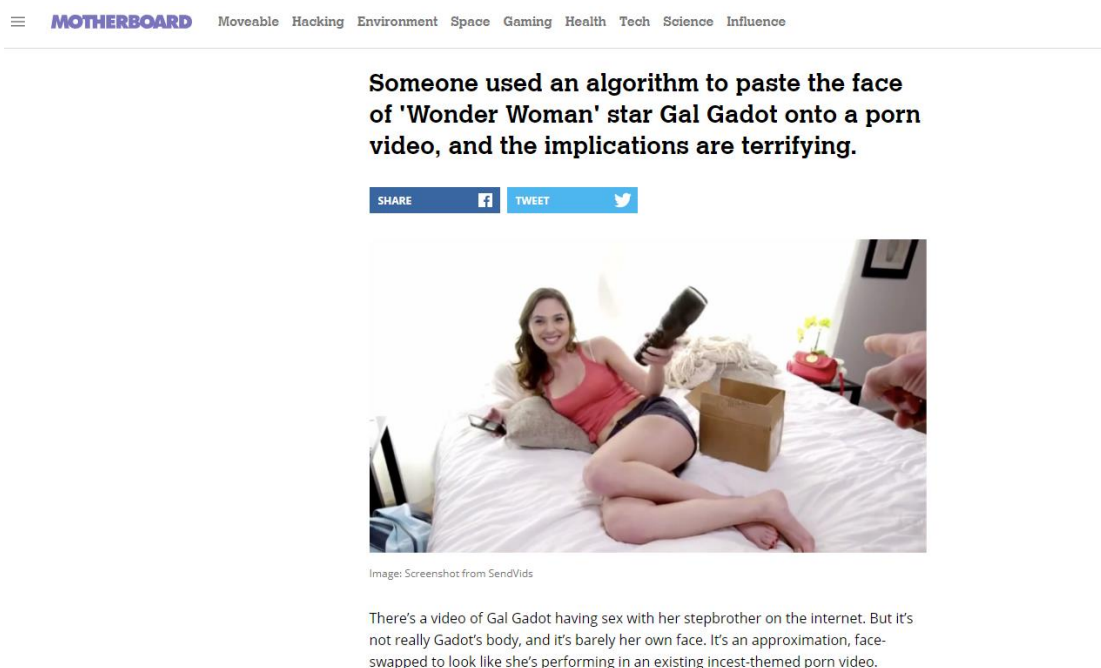 MOTHERBOARD Moveable Hacking Environment Space Gaming Health Tech Science Influence
Someone used an algorithm to paste the face
of 'Wonder Woman' star Gal Gadot onto a porn
video, and the implications are terrifying.
SHARE TWEET
Image: Screenshot from SendVids
There’s a video of Gal Gadot having sex with her stepbrother on the internet. But it’s
not really Gadot’s body, and it’s barely her own face. It’s an approximation, face-
swapped to look like she’s performing in an existing incest-themed porn video.